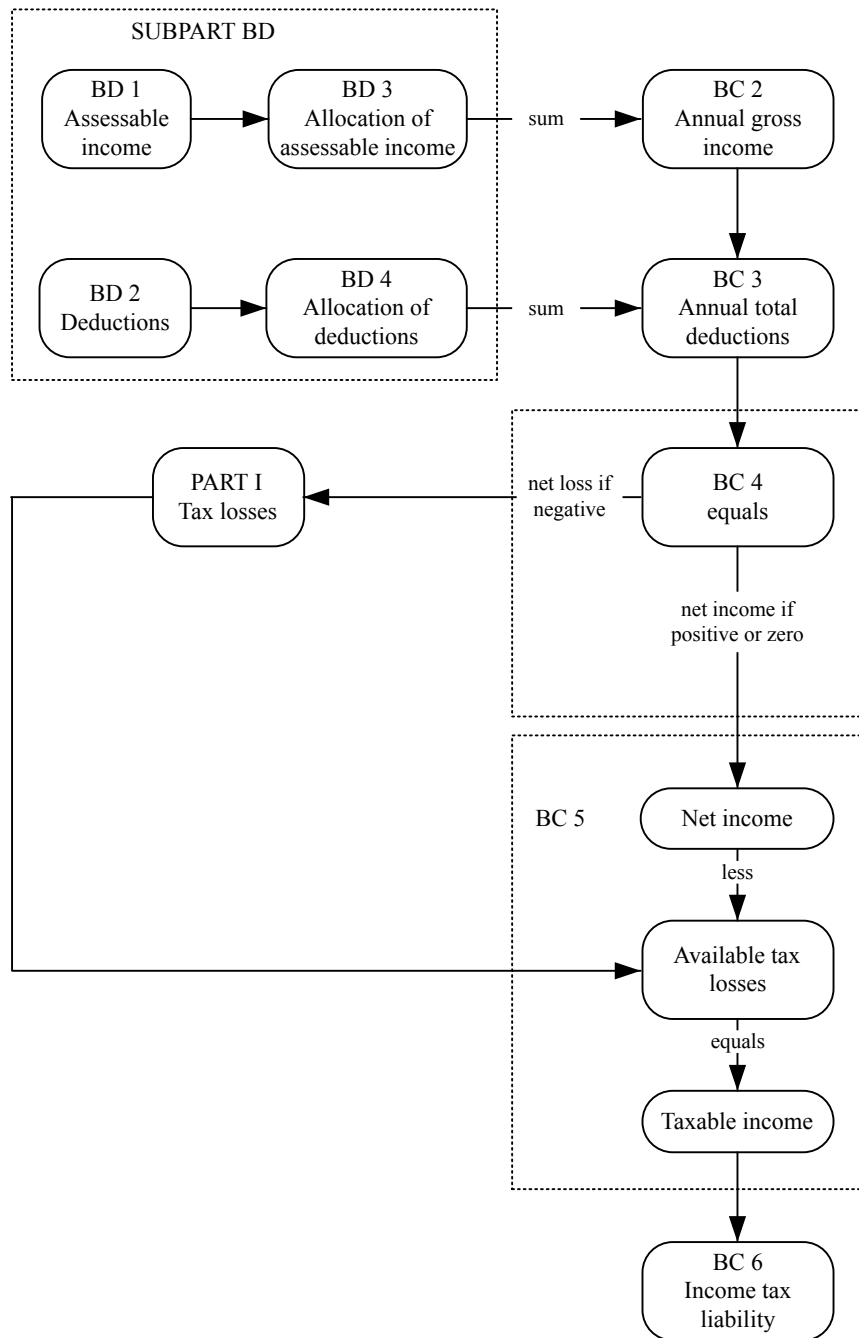 SUBPART BD
BD 1
Assessable
income
BD 3
Allocation of
assessable income
sum
BC 2
Annual gross
income
BD 2
Deductions
BD 4
Allocation of
deductions
sum
BC 3
Annual total
deductions
PART I
Tax losses
net loss if
negative
BC 4
equals
net income if
positive or zero
BC 5
Net income
less
Available tax
losses
equals
Taxable income
BC 6
Income tax
liability